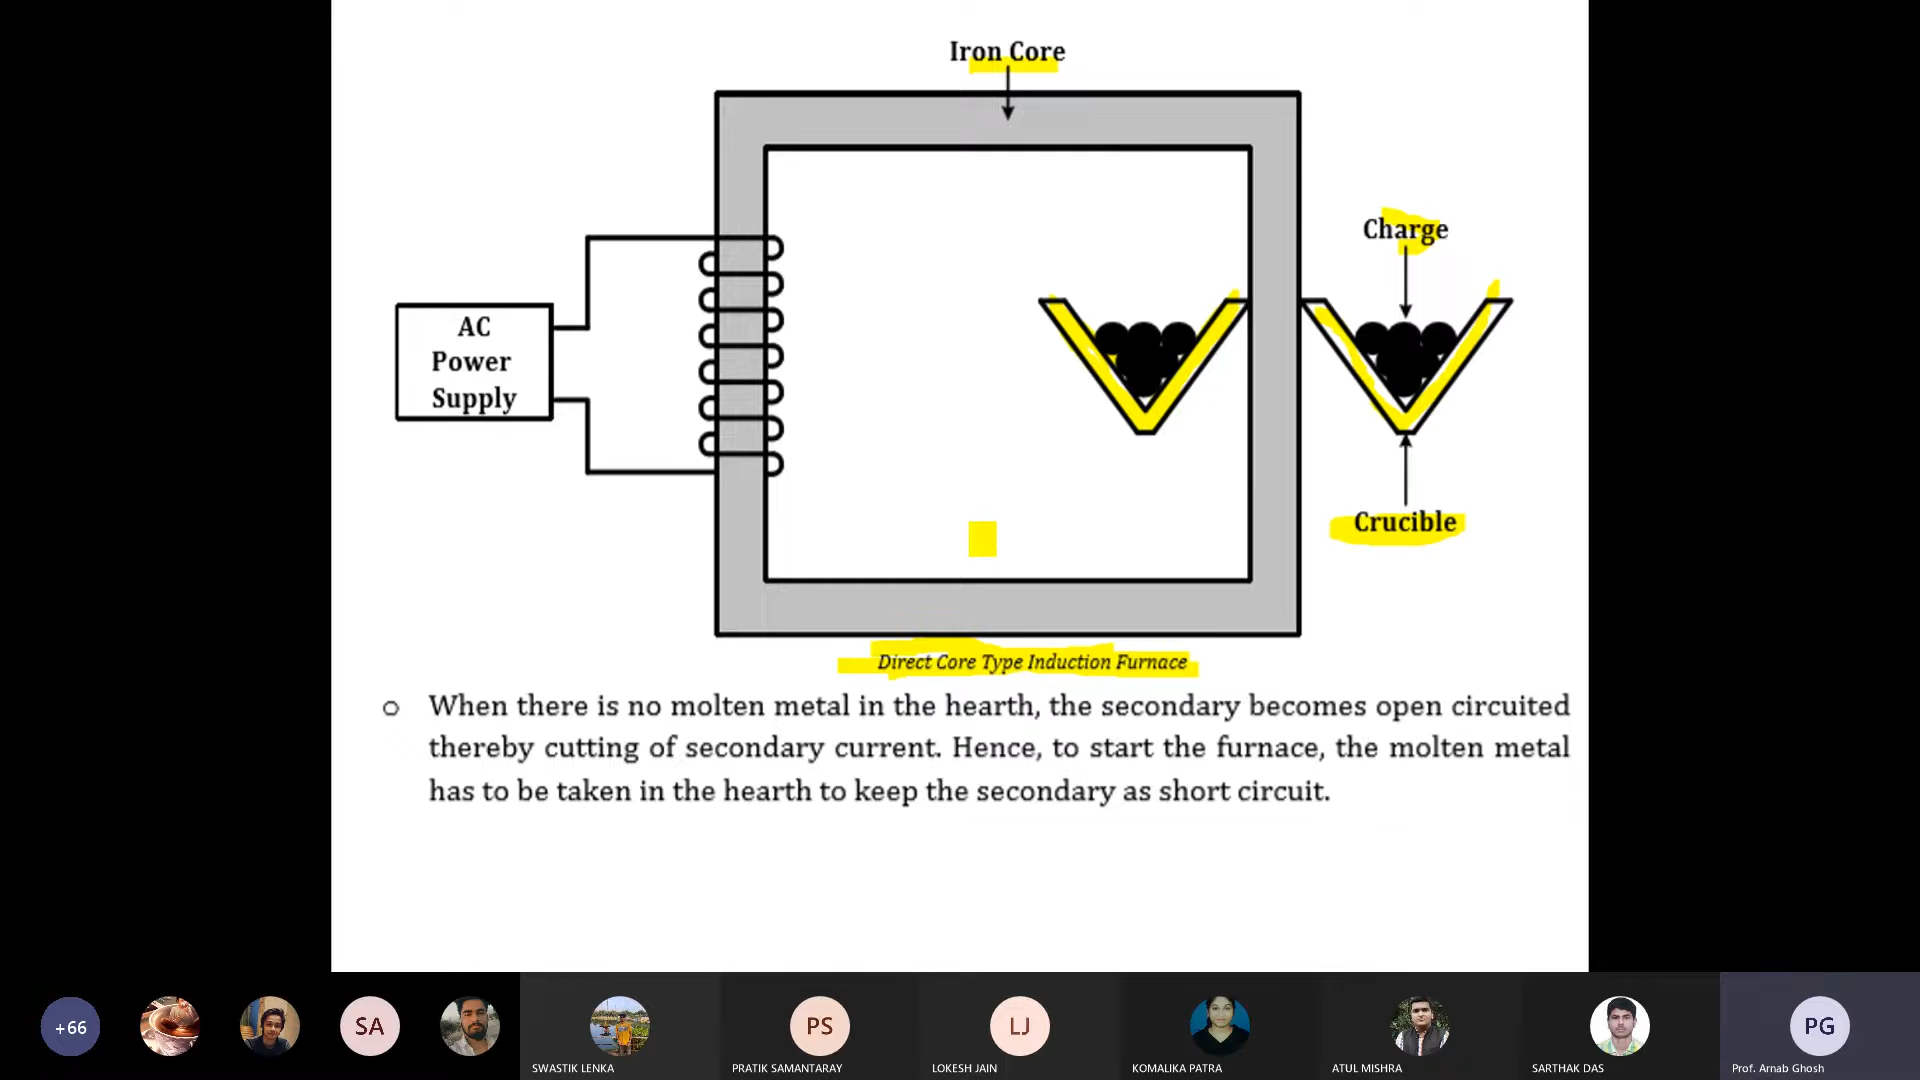 Iron Core
Charge
AC
Power
Supply
Crucible
Direct Core Type Induction Furnace
o When there is no molten metal in the hearth, the secondary becomes open circuited
thereby cutting of secondary current. Hence, to start the furnace, the molten metal
has to be taken in the hearth to keep the secondary as short circuit.
+66
SA
PS
LJ
PG
SWASTIK LENKA
PRATIK SAMANTARAY
LOKESH JAIN
KOMALIKA PATRA
ATUL MISHRA
SARTHAK DAS
Prof. Arnab Ghosh